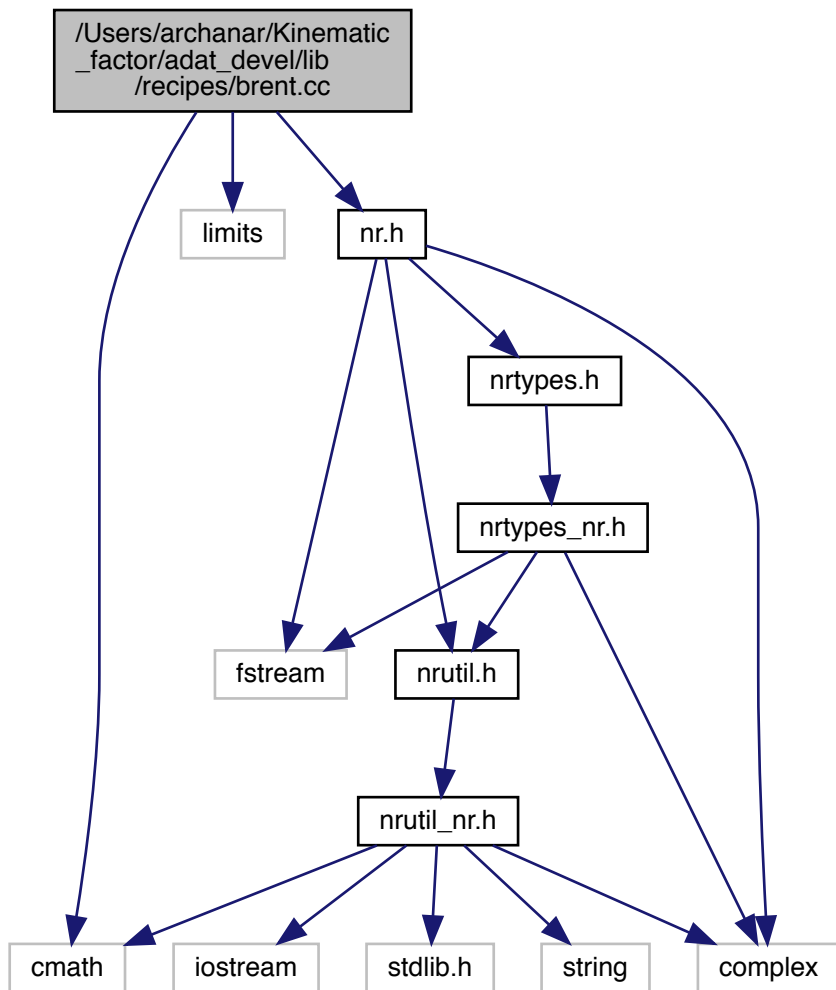 /Users/archanar/Kinematic
_factor/adat_devel/lib
/recipes/brent.cc
limits
nr.h
nrtypes.h
nrtypes_nr.h
fstream
nrutil.h
nrutil_nr.h
cmath
iostream
stdlib.h
string
complex